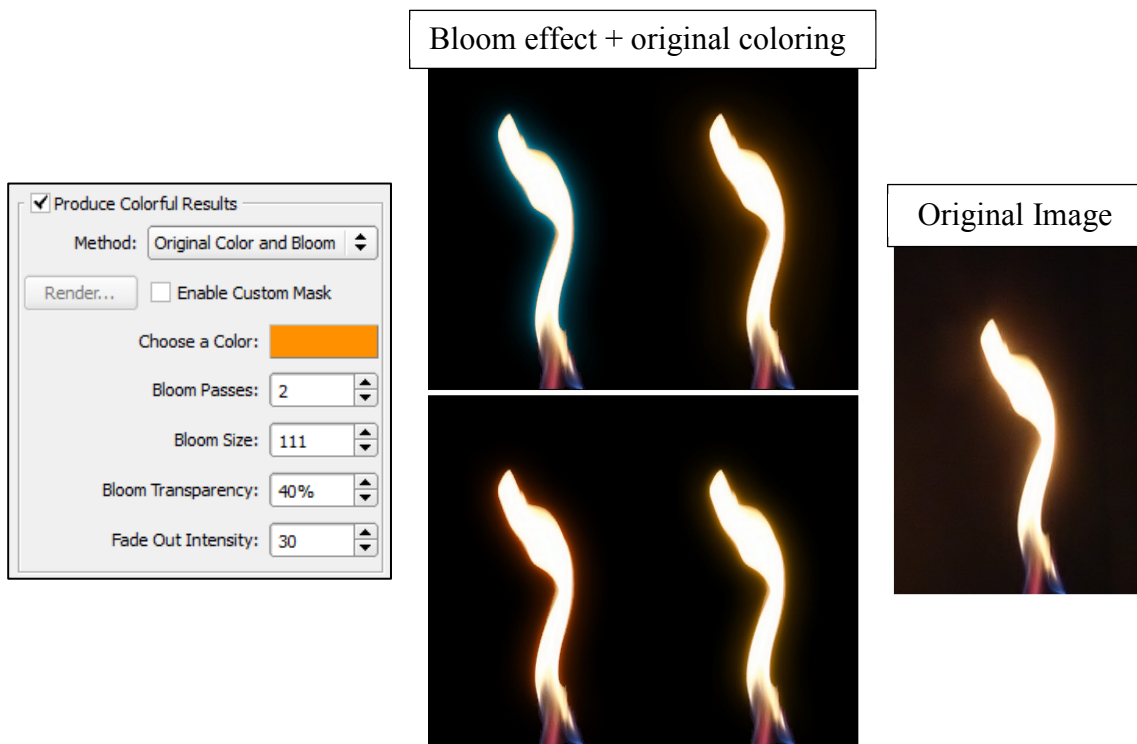 Bloom effect + original coloring
Produce Colorful Results
Method: Original Color and Bloom
Render... Enable Custom Mask
Choose a Color:
Bloom Passes: 2
Bloom Size: 111
Bloom Transparency: 40%
Fade Out Intensity: 30
Original Image